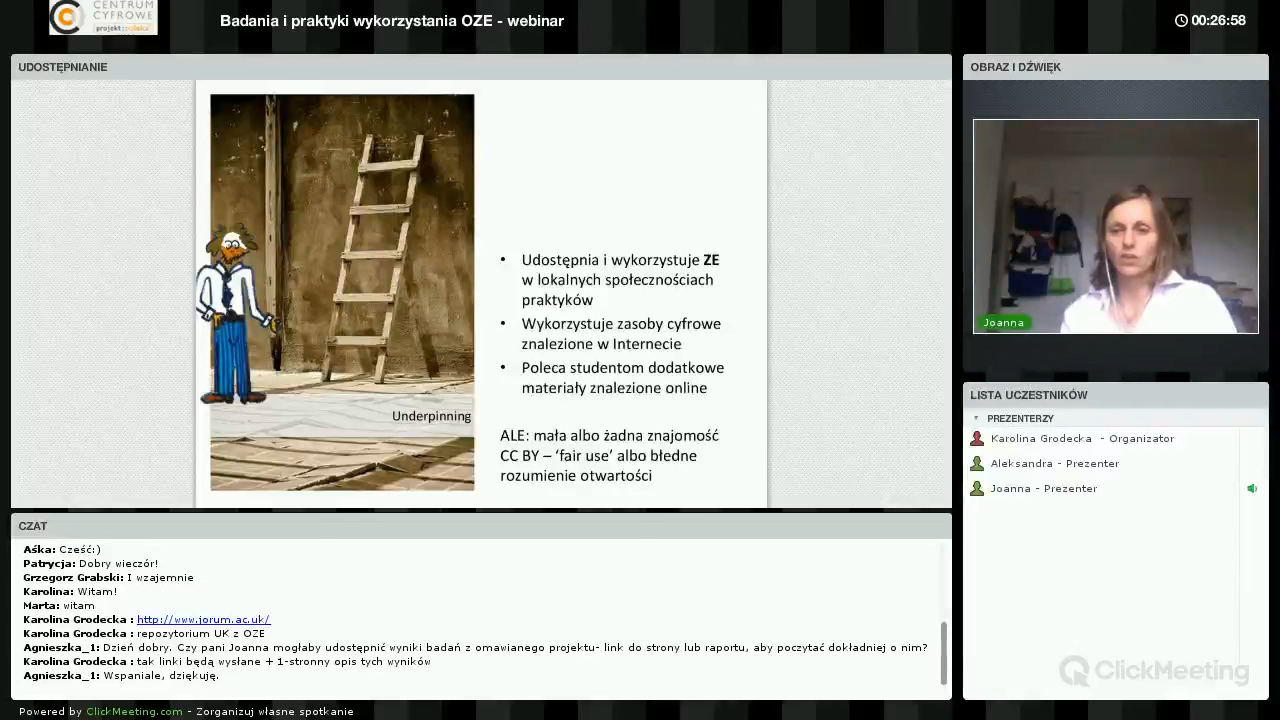 CENTRUM
CYFROWE
projekt: polska
Badania i praktyki wykorzystania OZE - webinar
00:26:58
UDOSTĘPNIANIE
Underpinning
• Udostępnia i wykorzystuje ZE
w lokalnych społecznościach
praktyków
• Wykorzystuje zasoby cyfrowe
znalezione w Internecie
• Poleca studentom dodatkowe
materiały znalezione online
ALE: mała albo żadna znajomość
CC BY – ‘fair use’ albo błedne
rozumienie otwartości
OBRAZ I DŹWIĘK
Joanna
LISTA UCZESTNIKÓW
PREZENTERZY
Karolina Grodecka - Organizator
Aleksandra - Prezenter
Joanna - Prezenter
ClickMeeting
CZAT
Aśka: Cześć:)
Patrycja: Dobry wieczór!
Grzegorz Grabski: I wzajemnie
Karolina: Witam!
Marta: witam
Karolina Grodecka : http://www.jorum.ac.uk/
Karolina Grodecka : repozytorium UK z OZE
Agnieszka_1: Dzień dobry. Czy pani Joanna mogłaby udostępnić wyniki badań z omawianego projektu- link do strony lub raportu, aby poczytać dokładniej o nim?
Karolina Grodecka : tak linki będą wysłane + 1-stronny opis tych wyników
Agnieszka_1: Wspaniale, dziękuję.
Powered by ClickMeeting.com - Zorganizuj własne spotkanie